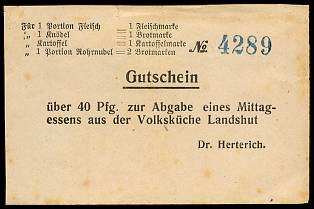 Für 1 Portion Fleisch = 1 Fleischmarke
„ 1 Knödel = 1 Brotmarke
„ Kartoffel = 1 Kartoffelmarke
„ 1 Portion Rohrnudel = 2 Brotmarken
No. 4289
Gutschein
über 40 Pfg. zur Abgabe eines Mittag-
essens aus der Volksküche Landshut
Dr. Herterich.